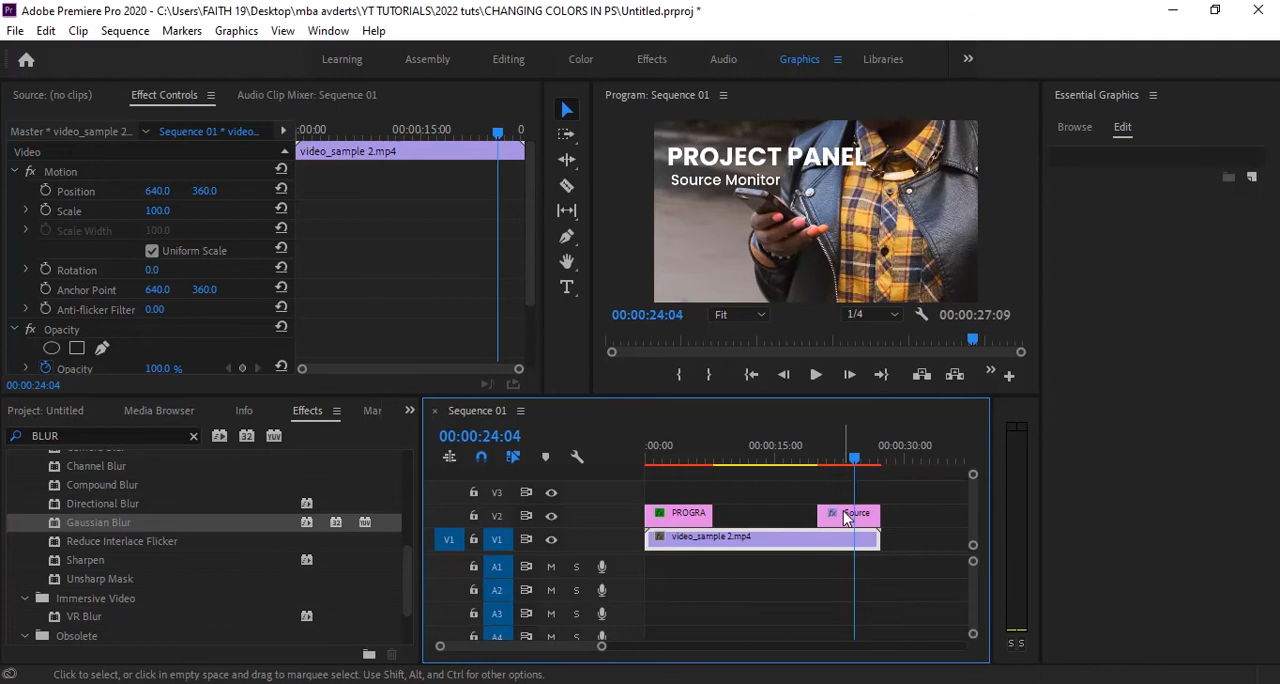 Adobe Premiere Pro 2020 - C:\Users\FAITH 19\Desktop\mba avderts\YT TUTORIALS\2022 tuts\CHANGING COLORS IN PS\Untitled.prproj *
File Edit Clip Sequence Markers Graphics View Window Help
Learning Assembly Editing Color Effects Audio Graphics Libraries
Source: (no clips) Effect Controls Audio Clip Mixer: Sequence 01
Program: Sequence 01
Essential Graphics
Master * video_sample 2... Sequence 01 * video... :00:00 00:00:15:00 0
Browse Edit
Video
video_sample 2.mp4
fx Motion
Position 640.0 360.0
Scale 100.0
Scale Width 100.0
Uniform Scale
Rotation 0.0
Anchor Point 640.0 360.0
Anti-flicker Filter 0.00
fx Opacity
Opacity 100.0 %
00:00:24:04
PROJECT PANEL
Source Monitor
00:00:24:04 Fit 1/4 00:00:27:09
Project: Untitled Media Browser Info Effects Mar
BLUR
Channel Blur
Compound Blur
Directional Blur
Gaussian Blur
Reduce Interlace Flicker
Sharpen
Unsharp Mask
Immersive Video
VR Blur
Obsolete
Sequence 01
00:00:24:04
:00:00 00:00:15:00 00:00:30:00
V3
V2 fx PROGRA fx Source
V1 V1 fx video_sample 2.mp4
A1 M S
A2 M S
A3 M S
A4 M S
S S
Click to select, or click in empty space and drag to marquee select. Use Shift, Alt, and Ctrl for other options.